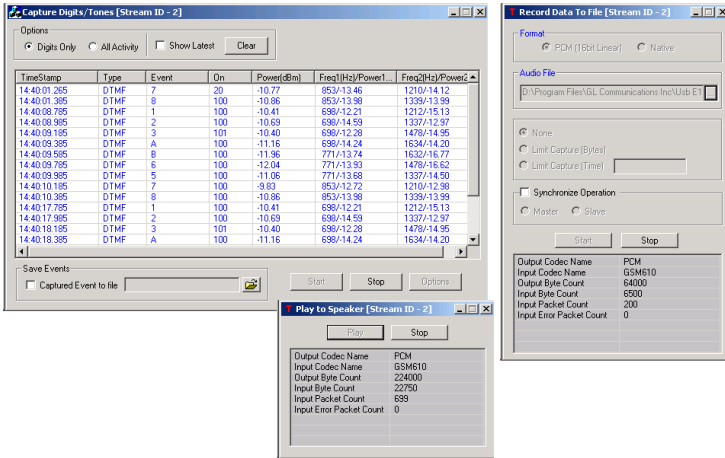 Capture Digits/Tones [Stream ID - 2]
Options
Digits Only All Activity Show Latest Clear
TimeStamp Type Event On Power(dBm) Freq1(Hz)/Power1... Freq2(Hz)/Power2
14:40:01.265 DTMF 7 20 -10.77 853/-13.46 1210/-14.12
14:40:01.385 DTMF 8 100 -10.86 853/-13.98 1339/-13.99
14:40:08.785 DTMF 1 100 -10.41 698/-12.21 1212/-15.13
14:40:08.985 DTMF 2 100 -10.69 698/-14.59 1337/-12.97
14:40:09.185 DTMF 3 101 -10.40 698/-12.28 1478/-14.95
14:40:09.385 DTMF A 100 -11.16 698/-14.24 1634/-14.20
14:40:09.585 DTMF B 100 -11.96 771/-13.74 1632/-16.77
14:40:09.785 DTMF 6 100 -12.04 771/-13.93 1478/-16.62
14:40:09.985 DTMF 5 100 -11.06 771/-13.68 1337/-14.50
14:40:10.185 DTMF 7 100 -9.83 853/-12.72 1210/-12.98
14:40:10.385 DTMF 8 100 -10.86 853/-13.98 1339/-13.99
14:40:17.785 DTMF 1 100 -10.41 698/-12.21 1212/-15.13
14:40:17.985 DTMF 2 100 -10.69 698/-14.59 1337/-12.97
14:40:18.185 DTMF 3 101 -10.40 698/-12.28 1478/-14.95
14:40:18.385 DTMF A 100 -11.16 698/-14.24 1634/-14.20
Save Events
Captured Event to file
Start Stop Options
Play to Speaker [Stream ID - 2]
Play Stop
Output Codec Name PCM
Input Codec Name GSM610
Output Byte Count 224000
Input Byte Count 22750
Input Packet Count 699
Input Error Packet Count 0
Record Data To File [Stream ID - 2]
Format
PCM (16bit Linear) Native
Audio File
D:\Program Files\GL Communications Inc\Usb E1 ...
None
Limit Capture (Bytes)
Limit Capture (Time)
Synchronize Operation
Master Slave
Start Stop
Output Codec Name PCM
Input Codec Name GSM610
Output Byte Count 64000
Input Byte Count 6500
Input Packet Count 200
Input Error Packet Count 0